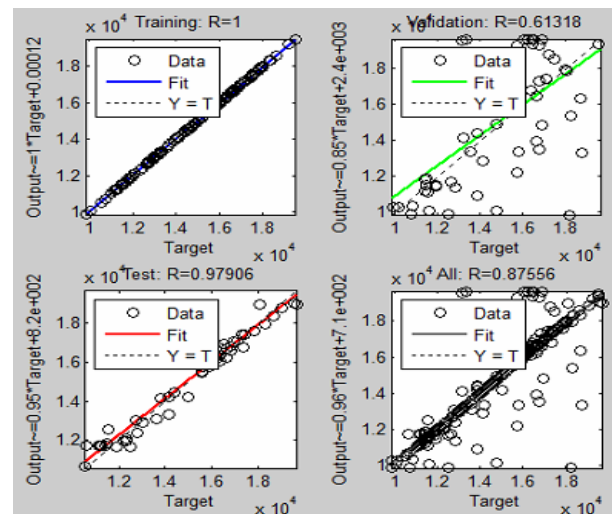 x 10^4 Training: R=1
Output~=1*Target+0.00012
1.8
1.6
1.4
1.2
1
Data
Fit
Y = T
1 1.2 1.4 1.6 1.8
Target
x 10^4
x 10^4 Validation: R=0.61318
Output~=0.85*Target+2.4e+003
1.8
1.6
1.4
1.2
1
Data
Fit
Y = T
1 1.2 1.4 1.6 1.8
Target
x 10^4
x 10^4 Test: R=0.97906
Output~=0.95*Target+8.2e+002
1.8
1.6
1.4
1.2
Data
Fit
Y = T
1.2 1.4 1.6 1.8
Target
x 10^4
x 10^4 All: R=0.87556
Output~=0.96*Target+7.1e+002
1.8
1.6
1.4
1.2
1
Data
Fit
Y = T
1 1.2 1.4 1.6 1.8
Target
x 10^4